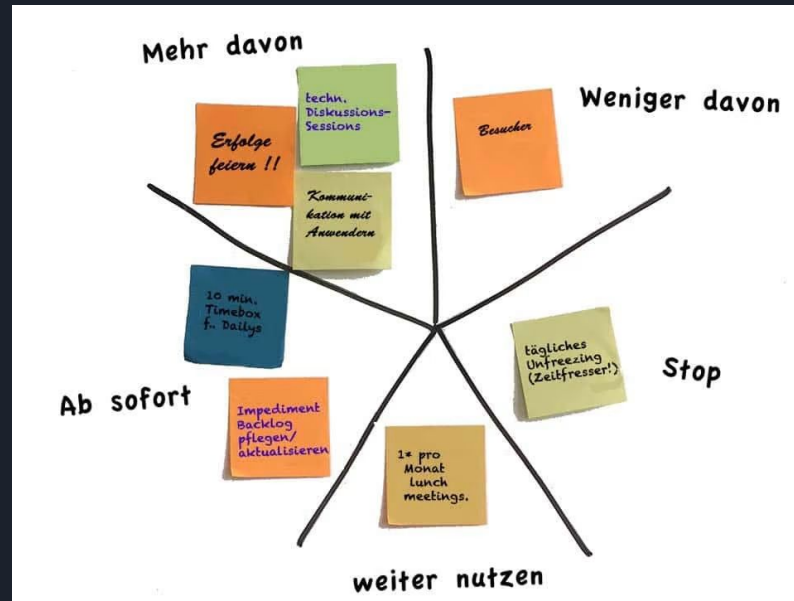 Mehr davon
techn.
Diskussions-
Sessions
Erfolge
feiern !!
Kommuni-
kation mit
Anwendern
Weniger davon
Besucher
10 min.
Timebox
f.. Dailys
Ab sofort
Impediment
Backlog
pflegen/
aktualisieren
tägliches
Unfreezing
(Zeitfresser!)
Stop
1* pro
Monat
lunch
meetings.
weiter nutzen